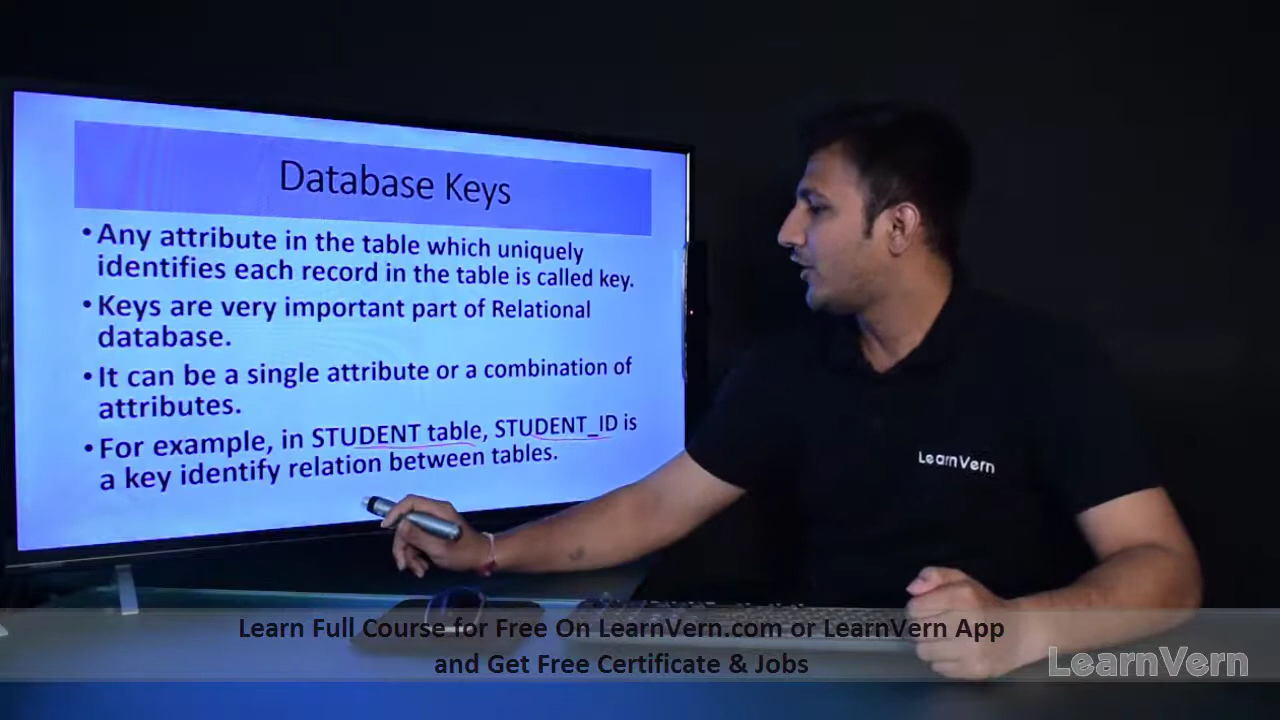 Database Keys
• Any attribute in the table which uniquely
identifies each record in the table is called key.
• Keys are very important part of Relational
database.
• It can be a single attribute or a combination of
attributes.
• For example, in STUDENT table, STUDENT_ID is
a key identify relation between tables.
LearnVern
Learn Full Course for Free On LearnVern.com or LearnVern App
and Get Free Certificate & Jobs
LearnVern